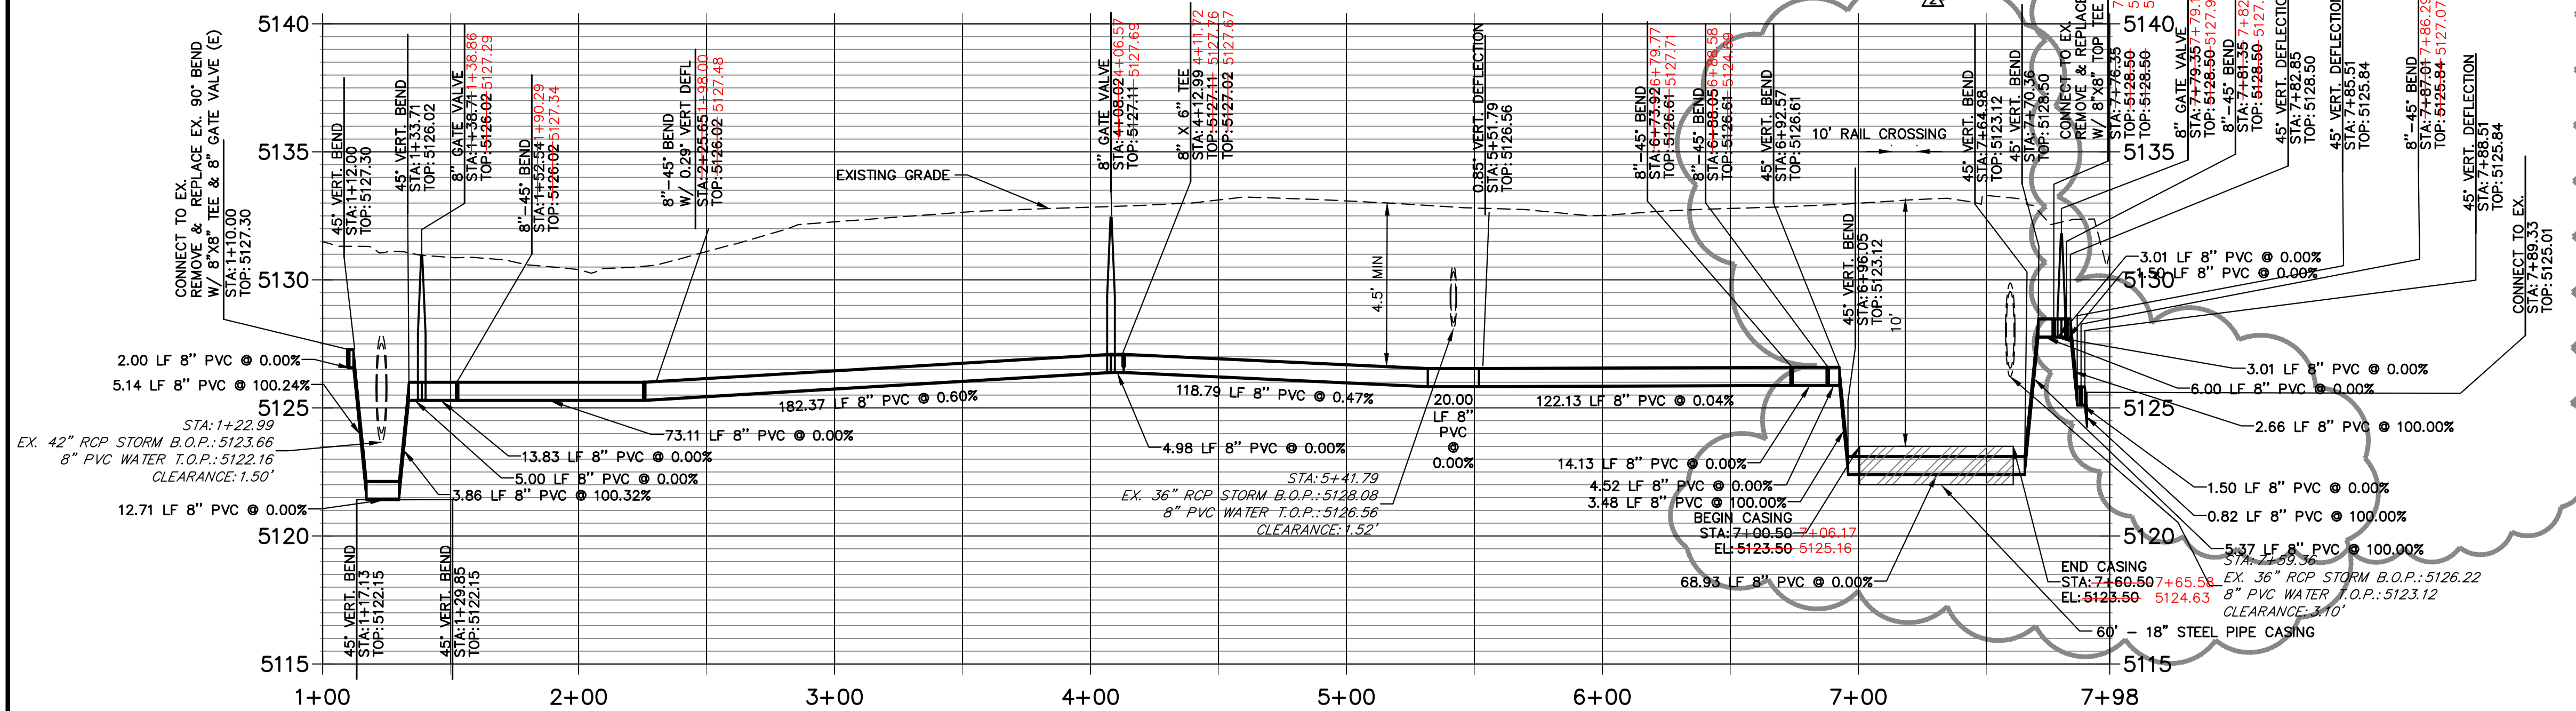 5140
5135
5130
5125
5120
5115
CONNECT TO EX.
REMOVE & REPLACE EX. 90° BEND
W/ 8"X8" TEE & 8" GATE VALVE (E)
STA:1+10.00
TOP:5127.30
45° VERT. BEND
STA:1+12.00
TOP:5127.30
45° VERT. BEND
STA:1+33.71
TOP:5126.02
8" GATE VALVE
STA:1+38.71 1+38.86
TOP:5126.02 5127.29
8"-45° BEND
STA:1+52.54 1+90.29
TOP:5126.02 5127.34
8"-45° BEND
W/ 0.29° VERT DEFL
STA:2+25.65 1+98.00
TOP:5126.02 5127.48
EXISTING GRADE
8" GATE VALVE
STA:4+08.02 4+06.57
TOP:5127.11 5127.69
8" X 6" TEE
STA:4+12.99 4+11.72
TOP:5127.11 5127.76
TOP:5127.02 5127.67
4.5' MIN
0.85° VERT. DEFLECTION
STA:5+51.79
TOP:5126.56
8"-45° BEND
STA:6+73.92 6+79.77
TOP:5126.61 5127.71
8"-45° BEND
STA:6+88.05 6+88.58
TOP:5126.61 5124.69
45° VERT. BEND
STA:6+92.57
TOP:5126.61
45° VERT. BEND
STA:6+96.05
TOP:5123.12
10' RAIL CROSSING
10'
45° VERT. BEND
STA:7+64.98
TOP:5123.12
45° VERT. BEND
STA:7+70.36
TOP:5128.50
2
CONNECT TO EX.
REMOVE & REPLACE
W/ 8"X8" TOP TEE
STA:7+76.35
TOP:5128.50
TOP:5128.50
8" GATE VALVE
STA:7+79.35
TOP:5128.50
8"-45° BEND
STA:7+81.35
TOP:5128.50
45° VERT. DEFLECTION
STA:7+82.85
TOP:5128.50
45° VERT. DEFLECTION
STA:7+85.51
TOP:5125.84
8"-45° BEND
STA:7+87.01 7+86.29
TOP:5125.84 5127.07
45° VERT. DEFLECTION
STA:7+88.51
TOP:5125.84
CONNECT TO EX.
STA:7+89.33
TOP:5125.01
2.00 LF 8" PVC @ 0.00%
5.14 LF 8" PVC @ 100.24%
STA:1+22.99
EX. 42" RCP STORM B.O.P.:5123.66
8" PVC WATER T.O.P.:5122.16
CLEARANCE:1.50'
12.71 LF 8" PVC @ 0.00%
45° VERT. BEND
STA:1+17.13
TOP:5122.15
45° VERT. BEND
STA:1+29.85
TOP:5122.15
3.86 LF 8" PVC @ 100.32%
5.00 LF 8" PVC @ 0.00%
13.83 LF 8" PVC @ 0.00%
73.11 LF 8" PVC @ 0.00%
182.37 LF 8" PVC @ 0.60%
4.98 LF 8" PVC @ 0.00%
118.79 LF 8" PVC @ 0.47%
20.00
LF 8"
PVC
@
0.00%
122.13 LF 8" PVC @ 0.04%
STA:5+41.79
EX. 36" RCP STORM B.O.P.:5128.08
8" PVC WATER T.O.P.:5126.56
CLEARANCE:1.52'
14.13 LF 8" PVC @ 0.00%
4.52 LF 8" PVC @ 0.00%
3.48 LF 8" PVC @ 100.00%
BEGIN CASING
STA:7+00.50 7+06.17
EL:5123.50 5125.16
68.93 LF 8" PVC @ 0.00%
3.01 LF 8" PVC @ 0.00%
1.50 LF 8" PVC @ 0.00%
5140
5135
5130
5125
5120
5115
3.01 LF 8" PVC @ 0.00%
6.00 LF 8" PVC @ 0.00%
2.66 LF 8" PVC @ 100.00%
1.50 LF 8" PVC @ 0.00%
0.82 LF 8" PVC @ 100.00%
5.37 LF 8" PVC @ 100.00%
STA:7+59.36
EX. 36" RCP STORM B.O.P.:5126.22
8" PVC WATER T.O.P.:5123.12
CLEARANCE:3.10'
END CASING
STA:7+60.50 7+65.58
EL:5123.50 5124.63
60' - 18" STEEL PIPE CASING
1+00
2+00
3+00
4+00
5+00
6+00
7+00
7+98